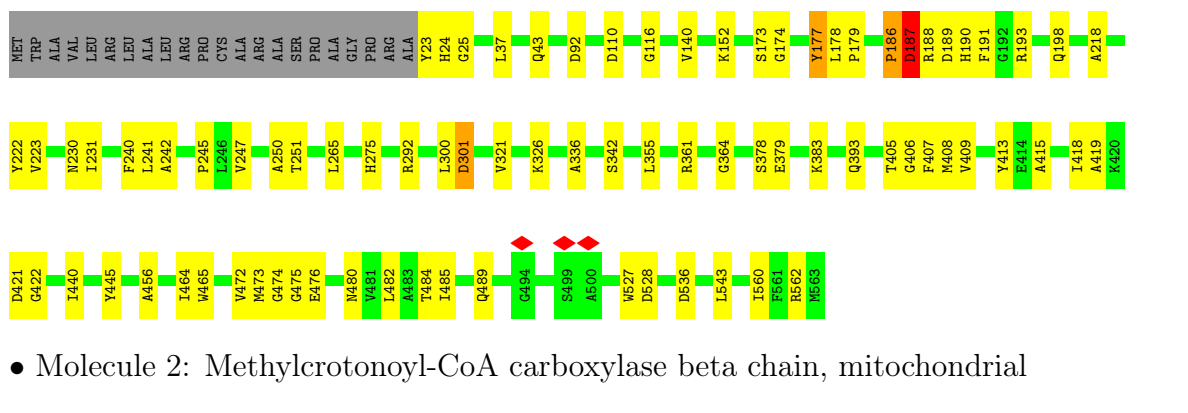 MET TRP ALA VAL LEU ARG LEU ALA ALA LEU ARG PRO CYS ALA ARG ALA SER PRO ALA GLY PRO ARG ALA Y23 H24 G25 L37 Q43 D92 D110 G116 V140 K152 S173 G174 Y177 L178 P179 P186 D187 R188 D189 H190 F191 G192 R193 Q198 A218
Y222 V223 N230 I231 F240 L241 A242 P245 L246 V247 A250 T251 L265 H275 R292 L300 D301 V321 K326 A336 S342 L355 R361 G364 S378 E379 K383 Q393 T405 G406 F407 M408 V409 Y413 E414 A415 I418 A419 K420
D421 G422 I440 Y445 A456 I464 W465 V472 M473 G474 G475 E476 N480 V481 L482 A483 T484 I485 Q489 G494 S499 A500 W527 D528 D536 L543 I560 F561 R562 M563
• Molecule 2: Methylcrotonoyl-CoA carboxylase beta chain, mitochondrial